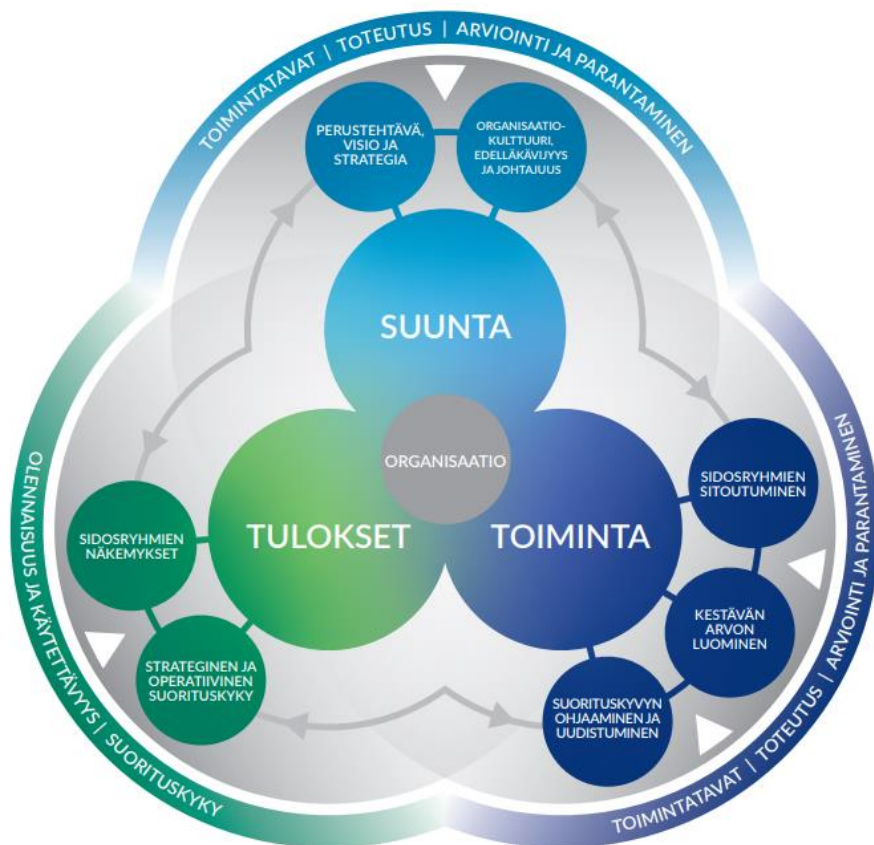 TOIMINTATAVAT | TOTEUTUS | ARVIOINTI JA PARANTAMINEN
PERUSTEHTÄVÄ,
VISIO JA
STRATEGIA
ORGANISAATIO-
KULTTUURI,
EDELLÄKÄVIJYYS
JA JOHTAJUUS
SUUNTA
ORGANISAATIO
TULOKSET
TOIMINTA
SIDOSRYHMIEN
SITOUTUMINEN
KESTÄVÄN
ARVON
LUOMINEN
SUORITUSKYVYN
OHJAAMINEN JA
UUDISTUMINEN
SIDOSRYHMIEN
NÄKEMYKSET
STRATEGINEN JA
OPERATIIVINEN
SUORITUSKYKY
OLENNAISUUS JA KÄYTETTÄVYYS | SUORITUSKYKY
TOIMINTATAVAT | TOTEUTUS | ARVIOINTI JA PARANTAMINEN